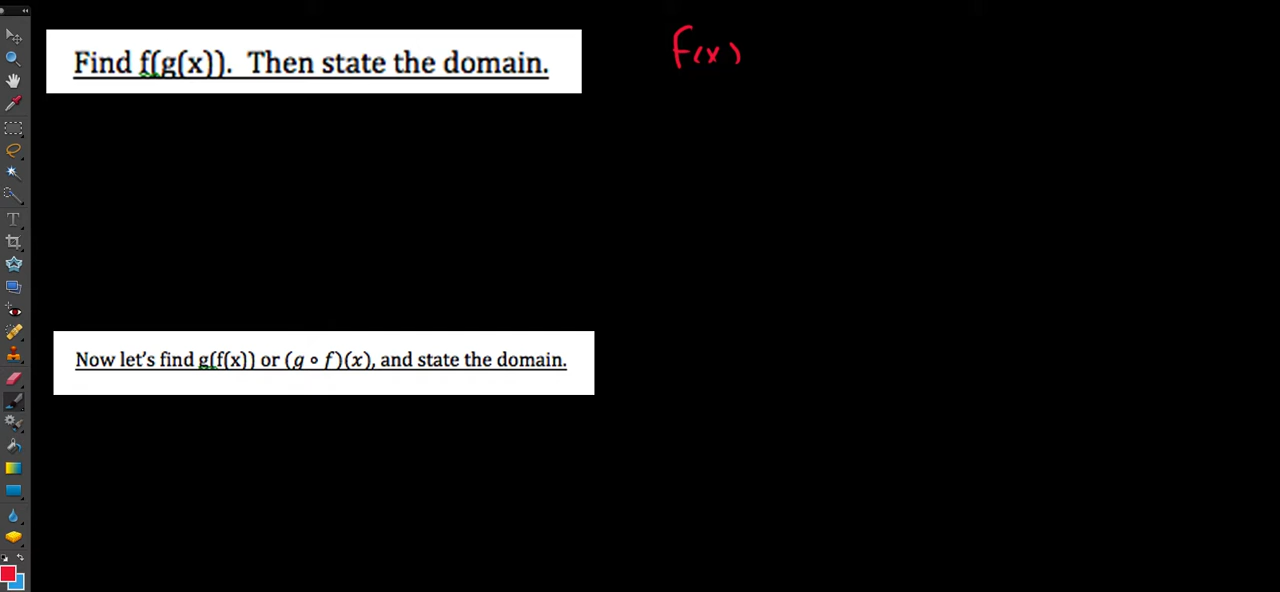 Find f(g(x)). Then state the domain.
f(x)
Now let's find g(f(x)) or (g ∘ f)(x), and state the domain.